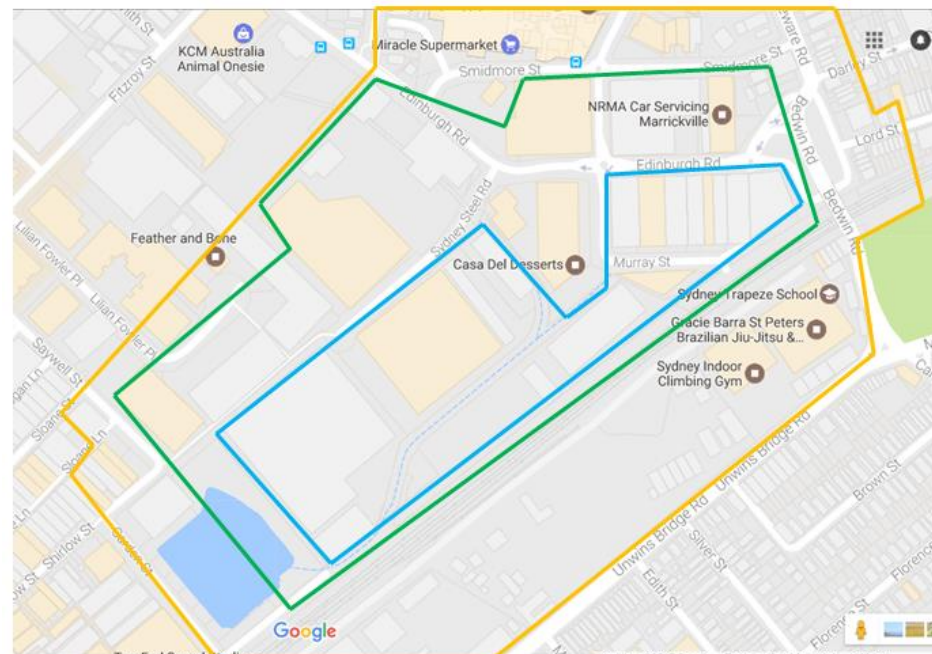 KCM Australia
Animal Onesie
Fitzroy St
Miracle Supermarket
Smidmore St
Smidmore St
Edinburgh Rd
NRMA Car Servicing
Marrickville
Bedwin Rd
Darley St
Lord St
Edinburgh Rd
Sydney Steel Rd
Bedwin Rd
Feather and Bone
Lilian Fowler Pl
Lilian Fowler Pl
Casa Del Desserts
Murray St
Sydney Trapeze School
Gracie Barra St Peters
Brazilian Jiu-Jitsu &...
Sydney Indoor
Climbing Gym
Saywell St
Sloane St
Sloane Ln
Shirlow St
Garden St
Unwins Bridge Rd
Unwins Bridge Rd
Brown St
Silver St
Edith St
Florence
Florence
Google